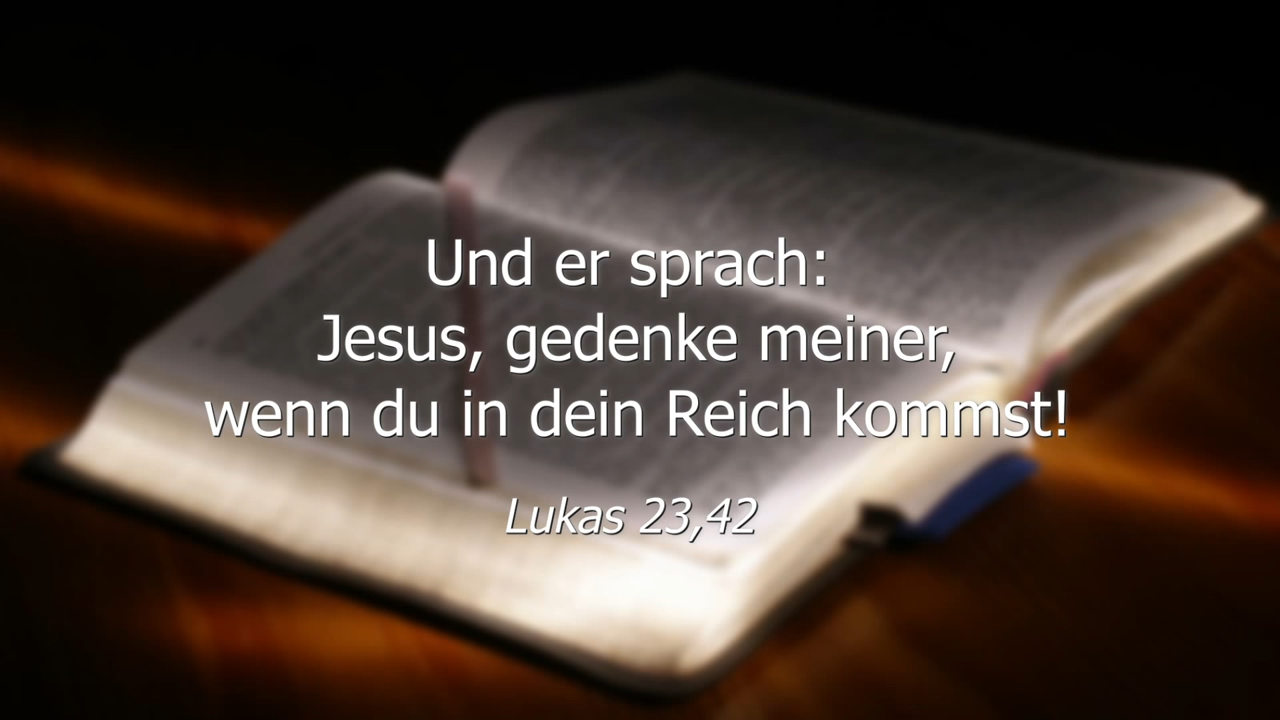 Und er sprach:
Jesus, gedenke meiner,
wenn du in dein Reich kommst!
Lukas 23,42